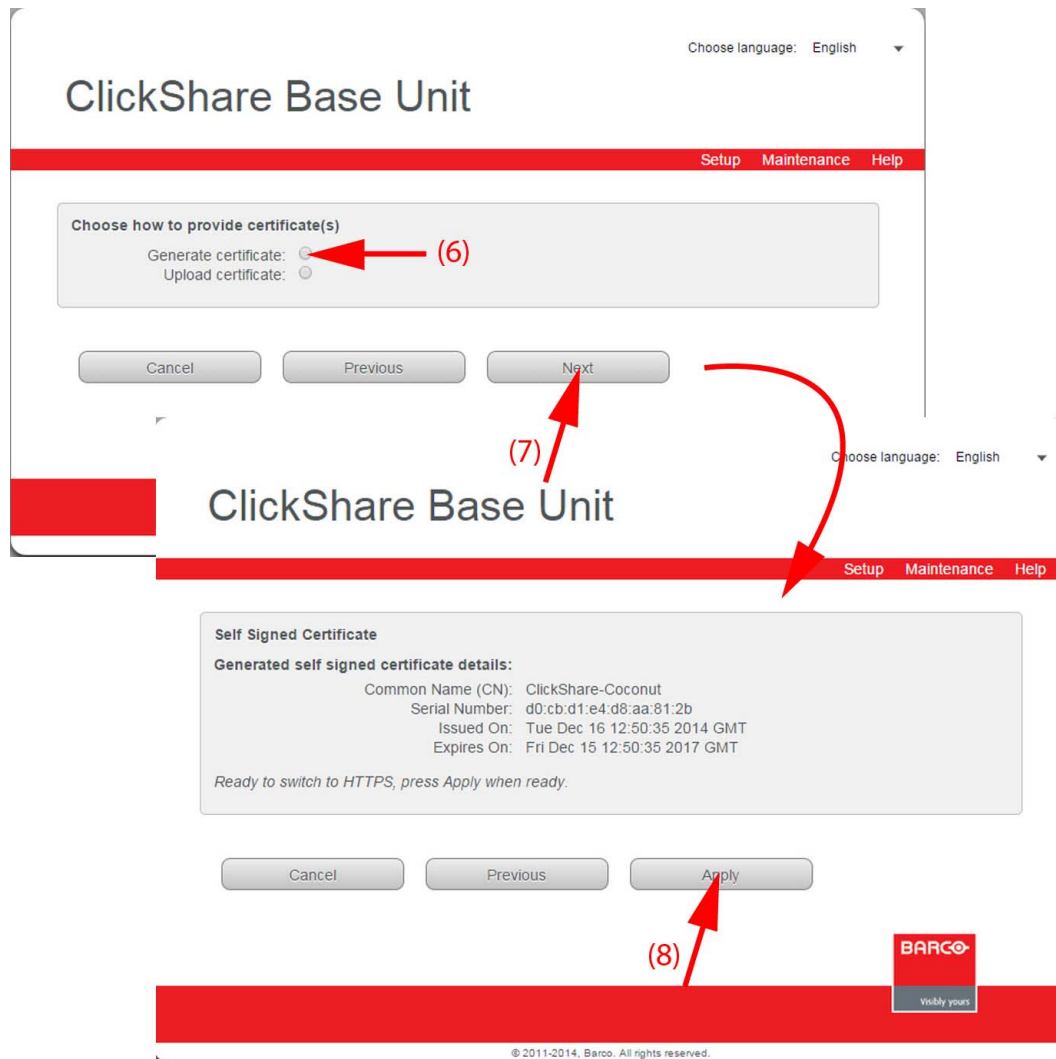 Choose language: English
ClickShare Base Unit
Setup Maintenance Help
Choose how to provide certificate(s)
Generate certificate:
(6)
Upload certificate:
Cancel Previous Next
(7)
Choose language: English
ClickShare Base Unit
Setup Maintenance Help
Self Signed Certificate
Generated self signed certificate details:
Common Name (CN): ClickShare-Coconut
Serial Number: d0:cb:d1:e4:d8:aa:81:2b
Issued On: Tue Dec 16 12:50:35 2014 GMT
Expires On: Fri Dec 15 12:50:35 2017 GMT
Ready to switch to HTTPS, press Apply when ready.
Cancel Previous Apply
(8)
BARCO
Visibly yours
© 2011-2014, Barco. All rights reserved.